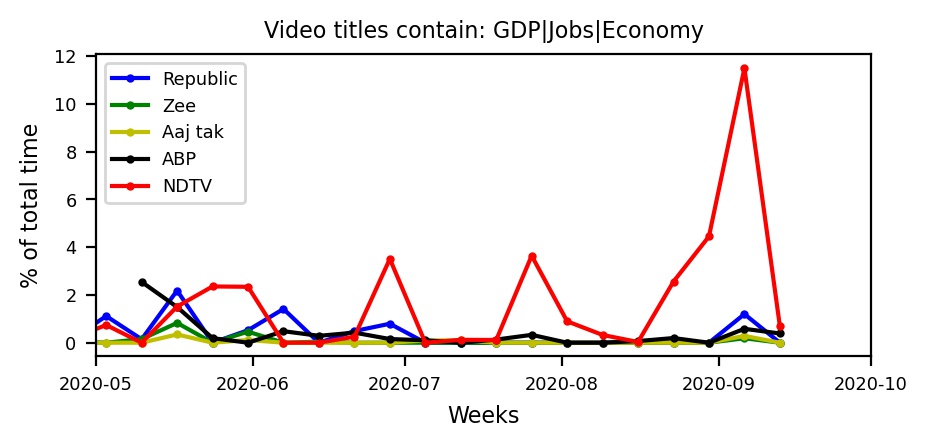 Video titles contain: GDP|Jobs|Economy
12
10
8
6
4
2
0
% of total time
Republic
Zee
Aaj tak
ABP
NDTV
2020-05 2020-06 2020-07 2020-08 2020-09 2020-10
Weeks